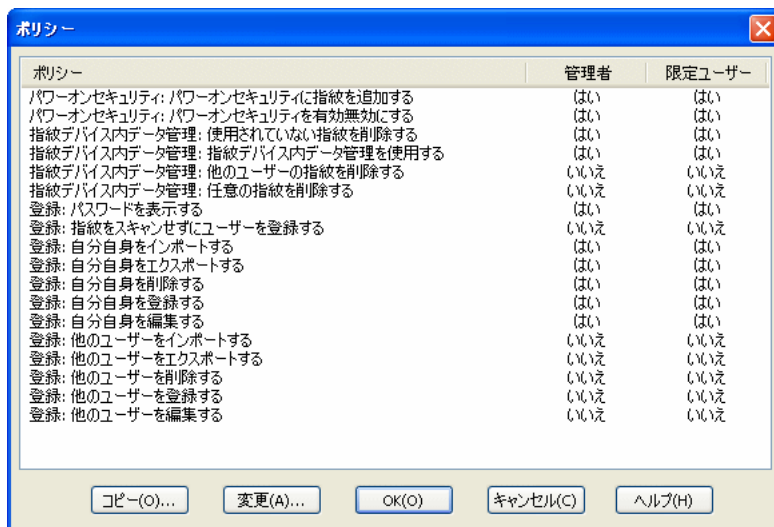 ポリシー
ポリシー 管理者 限定ユーザー
パワーオンセキュリティ: パワーオンセキュリティに指紋を追加する はい はい
パワーオンセキュリティ: パワーオンセキュリティを有効無効にする はい はい
指紋デバイス内データ管理: 使用されていない指紋を削除する はい はい
指紋デバイス内データ管理: 指紋デバイス内データ管理を使用する はい はい
指紋デバイス内データ管理: 他のユーザーの指紋を削除する いいえ いいえ
指紋デバイス内データ管理: 任意の指紋を削除する いいえ いいえ
登録: パスワードを表示する はい はい
登録: 指紋をスキャンせずにユーザーを登録する いいえ いいえ
登録: 自分自身をインポートする はい はい
登録: 自分自身をエクスポートする はい はい
登録: 自分自身を削除する はい はい
登録: 自分自身を登録する はい はい
登録: 自分自身を編集する はい はい
登録: 他のユーザーをインポートする いいえ いいえ
登録: 他のユーザーをエクスポートする いいえ いいえ
登録: 他のユーザーを削除する いいえ いいえ
登録: 他のユーザーを登録する いいえ いいえ
登録: 他のユーザーを編集する いいえ いいえ
コピー(O)... 変更(A)... OK(O) キャンセル(C) ヘルプ(H)